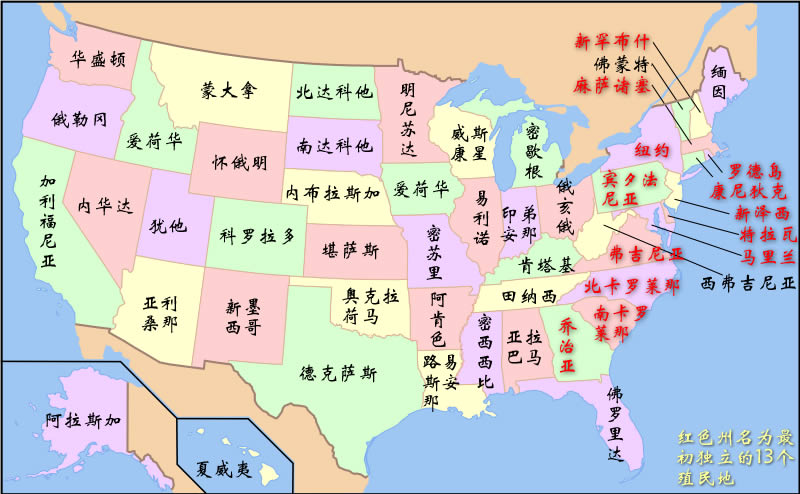 新罕布什
佛蒙特
麻萨诸塞
缅因
华盛顿
蒙大拿
北达科他
明尼苏达
俄勒冈
爱荷华
南达科他
威斯
康星
密歇根
纽约
怀俄明
罗德岛
康尼狄克
新泽西
特拉瓦
马里兰
西弗吉尼亚
加利福尼亚
内华达
犹他
内布拉斯加
爱荷华
易利诺
印弟
安那
俄亥俄
宾夕法
尼亚
科罗拉多
堪萨斯
密苏里
肯塔基
弗吉尼亚
亚利
桑那
新墨
西哥
奥克拉
荷马
阿肯色
田纳西
北卡罗莱那
南卡罗
莱那
德克萨斯
路易
斯安
那
密西西比
亚拉
巴马
乔治亚
佛罗里达
阿拉斯加
夏威夷
红色州名为最
初独立的13个
殖民地